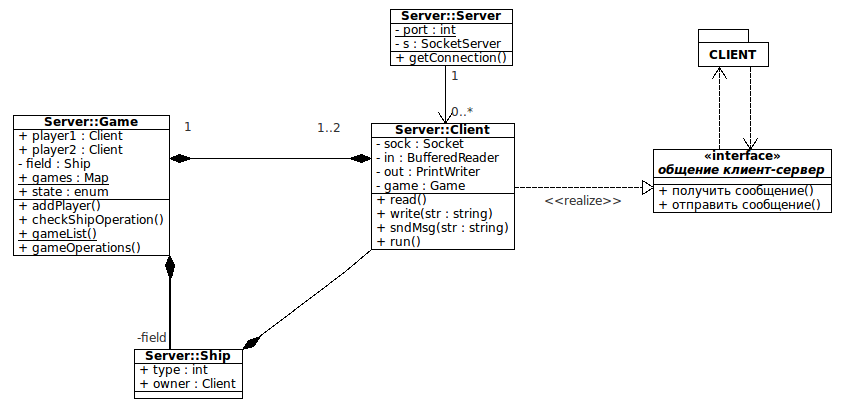 Server::Server
- port : int
- s : SocketServer
+ getConnection()
1
0..*
CLIENT
Server::Game
+ player1 : Client
+ player2 : Client
- field : Ship
+ games : Map
+ state : enum
+ addPlayer()
+ checkShipOperation()
+ gameList()
+ gameOperations()
1
1..2
Server::Client
- sock : Socket
- in : BufferedReader
- out : PrintWriter
- game : Game
+ read()
+ write(str : string)
+ sndMsg(str : string)
+ run()
<<realize>>
«interface»
общение клиент-сервер
+ получить сообщение()
+ отправить сообщение()
-field
Server::Ship
+ type : int
+ owner : Client